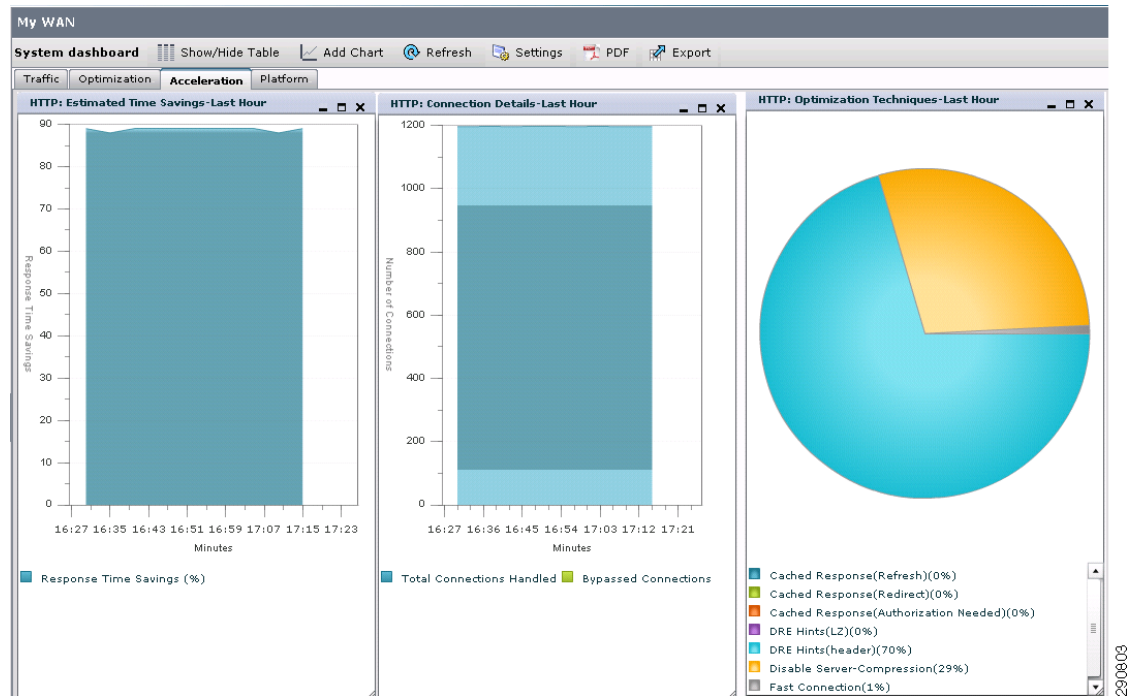 My WAN
System dashboard Show/Hide Table Add Chart Refresh Settings PDF Export
Traffic Optimization Acceleration Platform
HTTP: Estimated Time Savings-Last Hour
90
80
70
60
50
40
30
20
10
0
Response Time Savings
16:27 16:35 16:43 16:51 16:59 17:07 17:15 17:23
Minutes
Response Time Savings (%)
HTTP: Connection Details-Last Hour
1200
1000
800
600
400
200
0
Number of Connections
16:27 16:36 16:45 16:54 17:03 17:12 17:21
Minutes
Total Connections Handled Bypassed Connections
HTTP: Optimization Techniques-Last Hour
Cached Response(Refresh)(0%)
Cached Response(Redirect)(0%)
Cached Response(Authorization Needed)(0%)
DRE Hints(LZ)(0%)
DRE Hints(header)(70%)
Disable Server-Compression(29%)
Fast Connection(1%)
290803